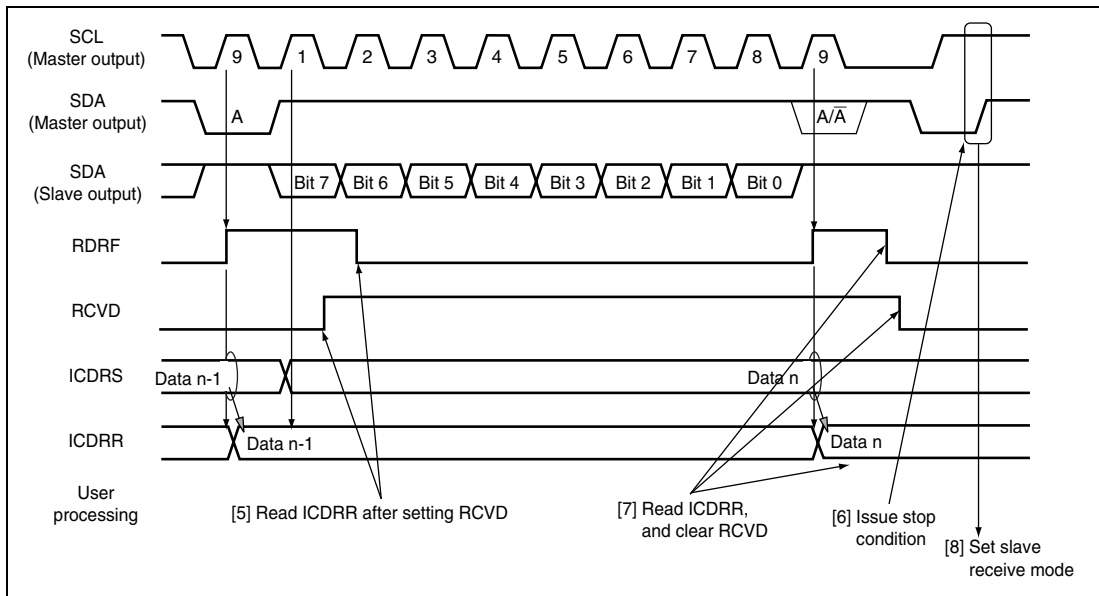 SCL
(Master output)
9 1 2 3 4 5 6 7 8 9
SDA
(Master output)
A A/A̅
SDA
(Slave output)
Bit 7 Bit 6 Bit 5 Bit 4 Bit 3 Bit 2 Bit 1 Bit 0
RDRF
RCVD
ICDRS
Data n-1 Data n
ICDRR
Data n-1 Data n
User
processing
[5] Read ICDRR after setting RCVD
[7] Read ICDRR,
and clear RCVD
[6] Issue stop
condition
[8] Set slave
receive mode